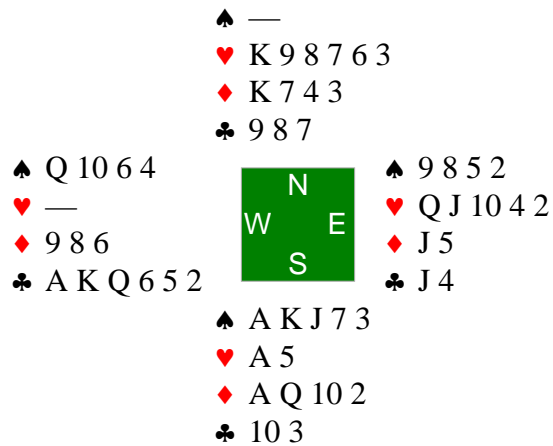 ♠ —
♥ K 9 8 7 6 3
♦ K 7 4 3
♣ 9 8 7
♠ Q 10 6 4
♥ —
♦ 9 8 6
♣ A K Q 6 5 2
N
W E
S
♠ 9 8 5 2
♥ Q J 10 4 2
♦ J 5
♣ J 4
♠ A K J 7 3
♥ A 5
♦ A Q 10 2
♣ 10 3